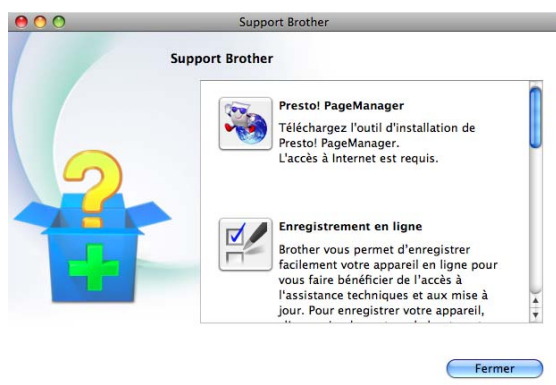 Support Brother
Support Brother
Presto! PageManager
Téléchargez l'outil d'installation de
Presto! PageManager.
L'accès à Internet est requis.
Enregistrement en ligne
Brother vous permet d'enregistrer
facilement votre appareil en ligne pour
vous faire bénéficier de l'accès à
l'assistance techniques et aux mise à
jour. Pour enregistrer votre appareil,
Fermer